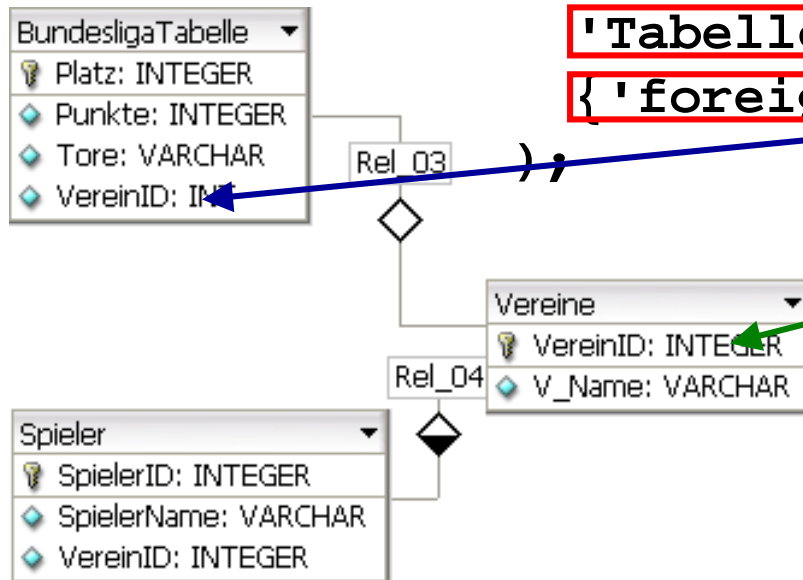 BundesligaTabelle
Platz: INTEGER
Punkte: INTEGER
Tore: VARCHAR
VereinID: INT
'Tabelle
{'foreig
);
Rel_03
Vereine
VereinID: INTEGER
V_Name: VARCHAR
Rel_04
Spieler
SpielerID: INTEGER
SpielerName: VARCHAR
VereinID: INTEGER